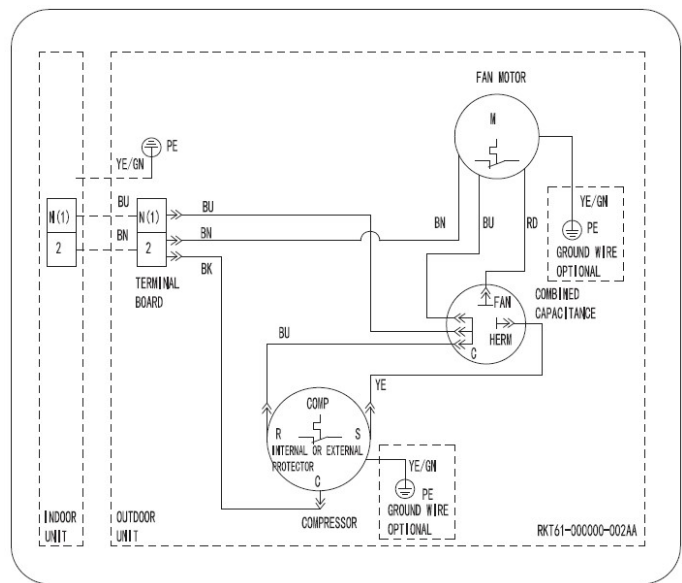 FAN MOTOR
M
PE
YE/GN
BU
BN
N(1)
2
N(1)
2
BU
BN
BK
TERMINAL
BOARD
BN
BU
RD
YE/GN
PE
GROUND WIRE
OPTIONAL
FAN
HERM
C
COMBINED
CAPACITANCE
BU
YE
COMP
R
S
INTERNAL OR EXTERNAL
PROTECTOR
C
COMPRESSOR
YE/GN
PE
GROUND WIRE
OPTIONAL
INDOOR
UNIT
OUTDOOR
UNIT
RKT61-000000-002AA